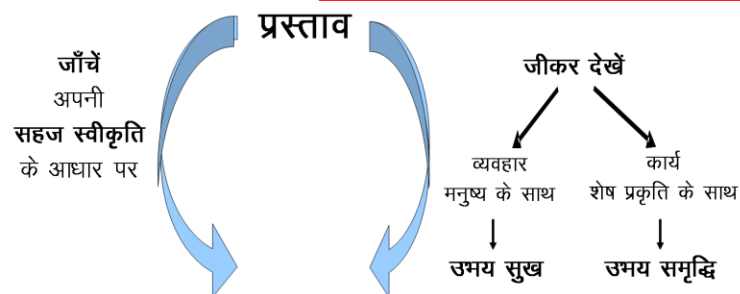 प्रस्ताव
जाँचें
अपनी
सहज स्वीकृति
के आधार पर
जीकर देखें
व्यवहार
मनुष्य के साथ
उभय सुख
कार्य
शेष प्रकृति के साथ
उभय समृद्धि